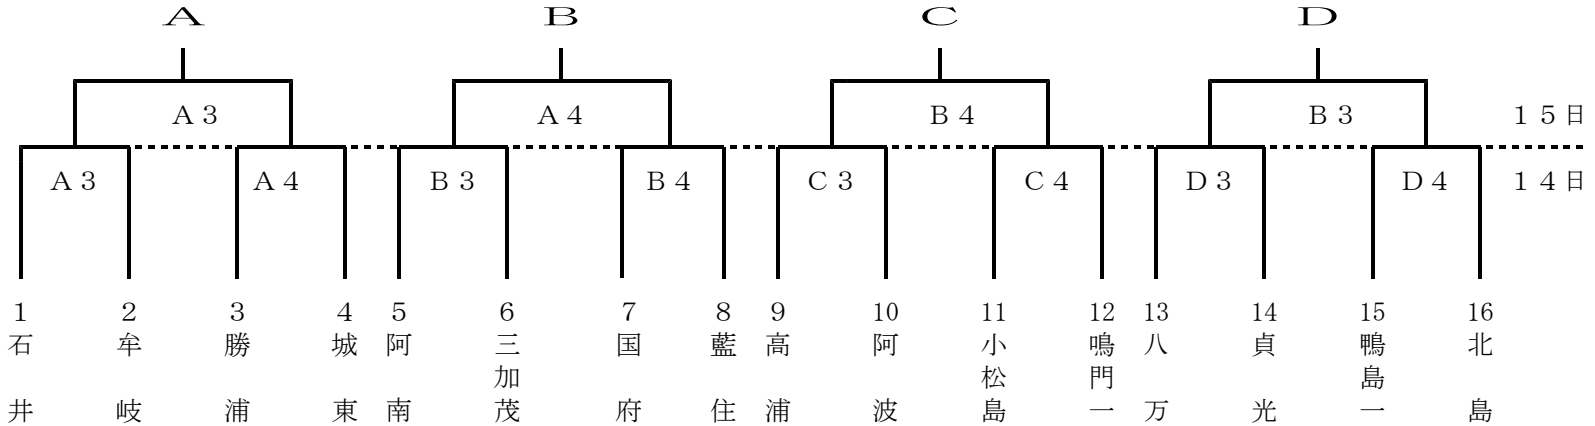 A B C D
Ａ３ Ａ４ Ｂ４ Ｂ３ １５日
Ａ３ Ａ４ Ｂ３ Ｂ４ Ｃ３ Ｃ４ Ｄ３ Ｄ４ １４日
１ ２ ３ ４ ５ ６ ７ ８ ９ 10 11 12 13 14 15 16
石井 牟岐 勝浦 城東 阿南 三加茂 国府 藍住 高浦 阿波 小松島 鳴門一 八万 貞光 鴨島一 北島